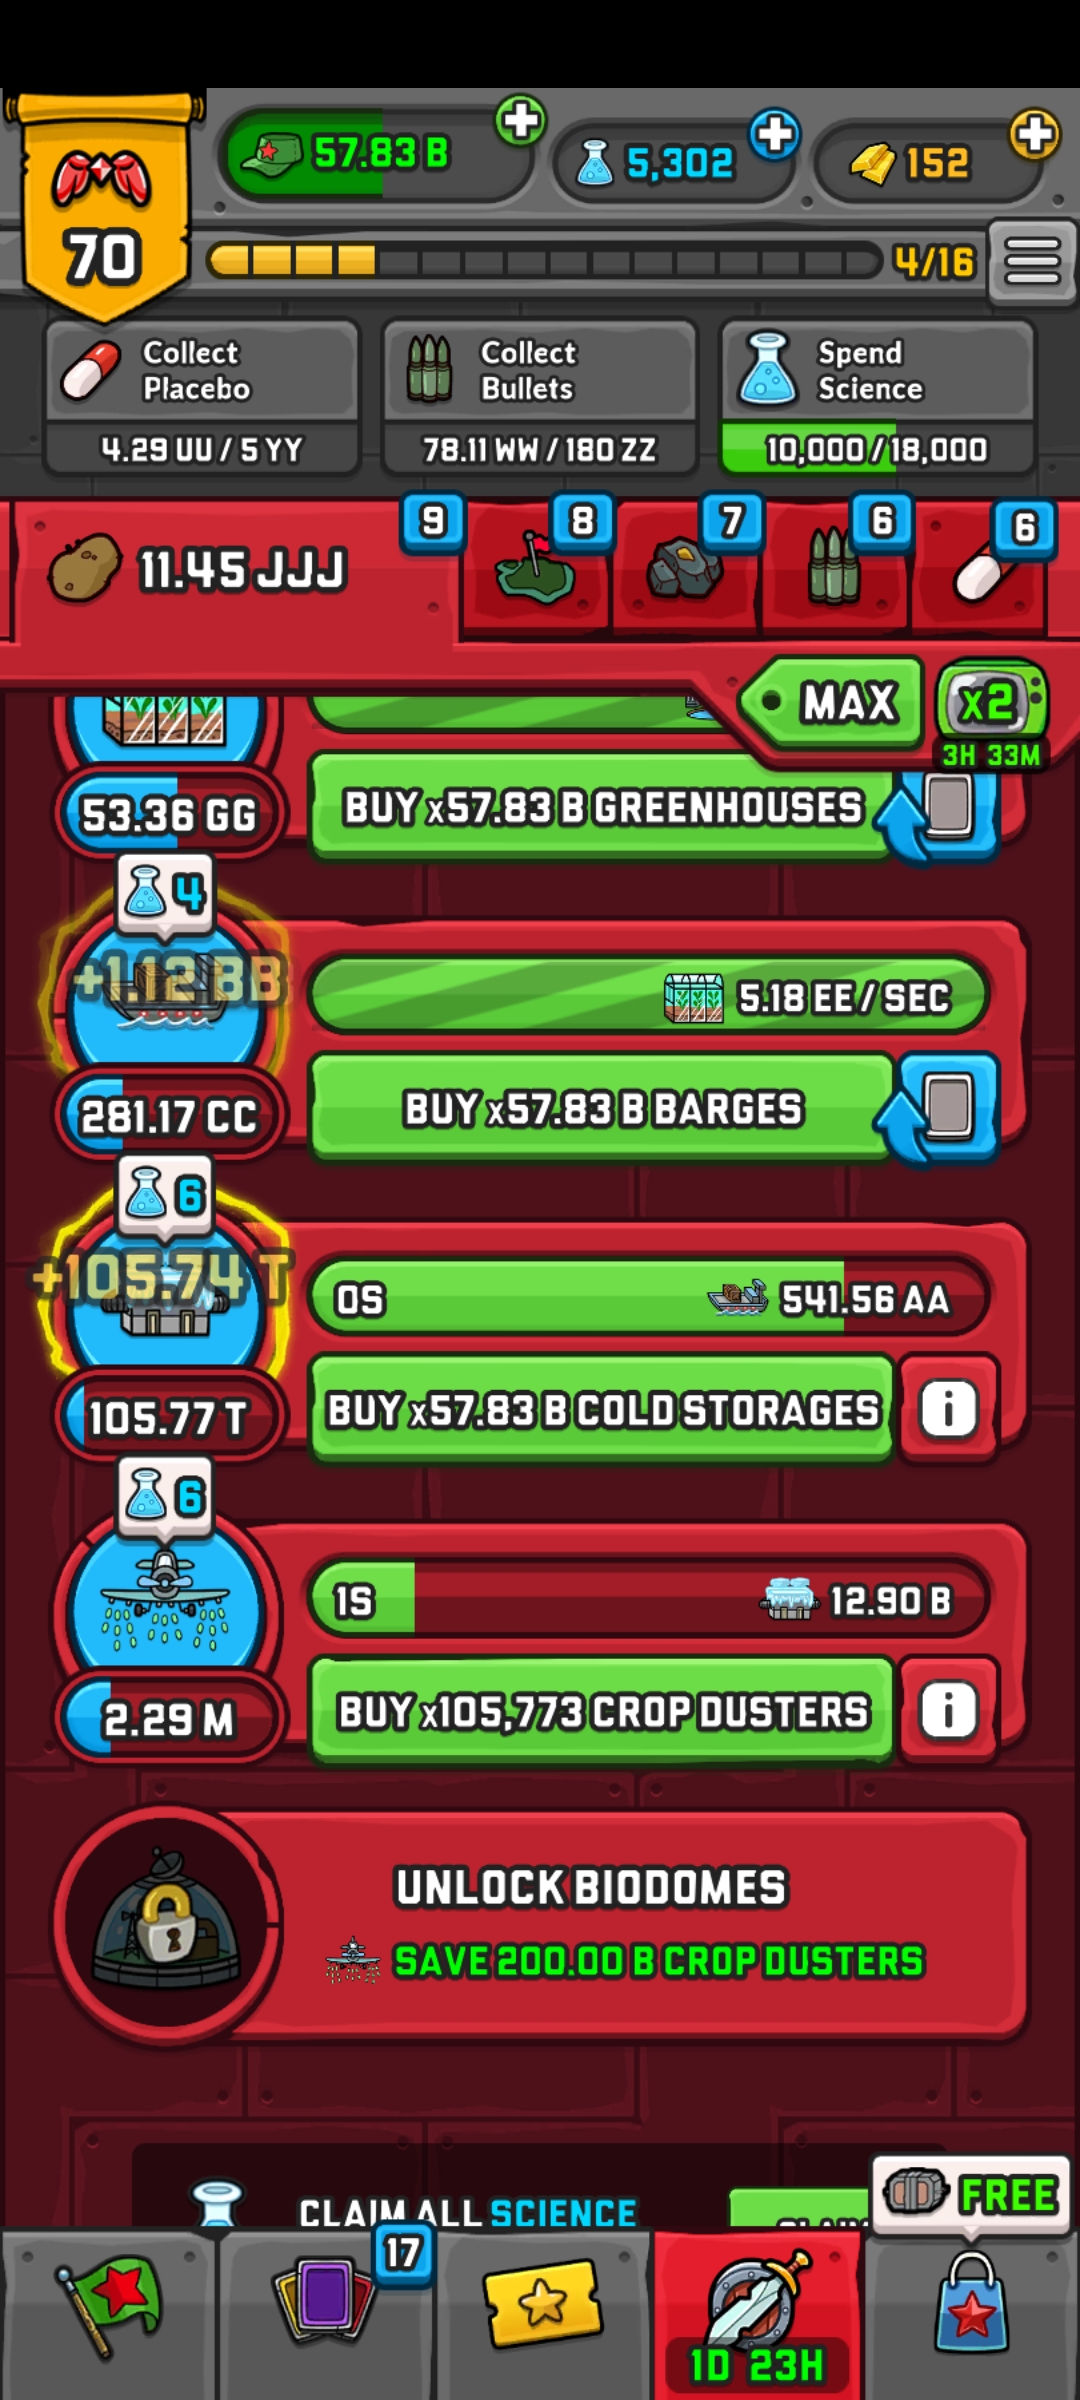 57.83 B
5,302
152
70
4/16
Collect
Placebo
4.29 UU / 5 YY
Collect
Bullets
78.11 WW / 180 ZZ
Spend
Science
10,000 / 18,000
11.45 JJJ
9
8
7
6
6
MAX
x2
3H 33M
53.36 GG
BUY x57.83 B GREENHOUSES
4
+1.12 BB
5.18 EE / SEC
281.17 CC
BUY x57.83 B BARGES
6
+105.74 T
0S
541.56 AA
105.77 T
BUY x57.83 B COLD STORAGES
i
6
1S
12.90 B
2.29 M
BUY x105,773 CROP DUSTERS
i
UNLOCK BIODOMES
SAVE 200.00 B CROP DUSTERS
CLAIM ALL SCIENCE
FREE
17
1D 23H